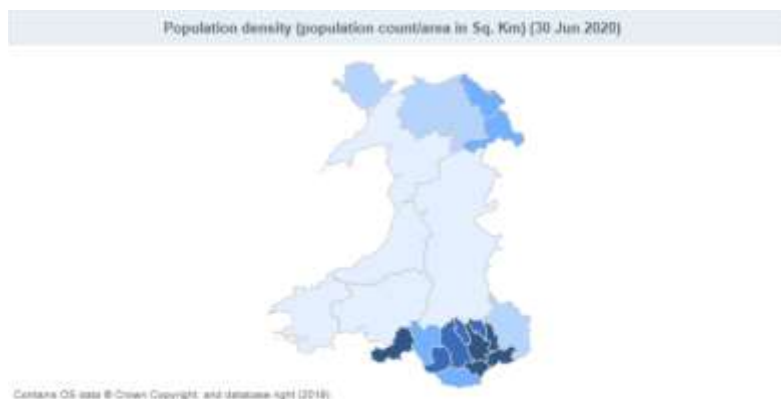 Population density (population count/area in Sq. Km) (30 Jun 2020)
Contains OS data © Crown Copyright, and database right (2019)